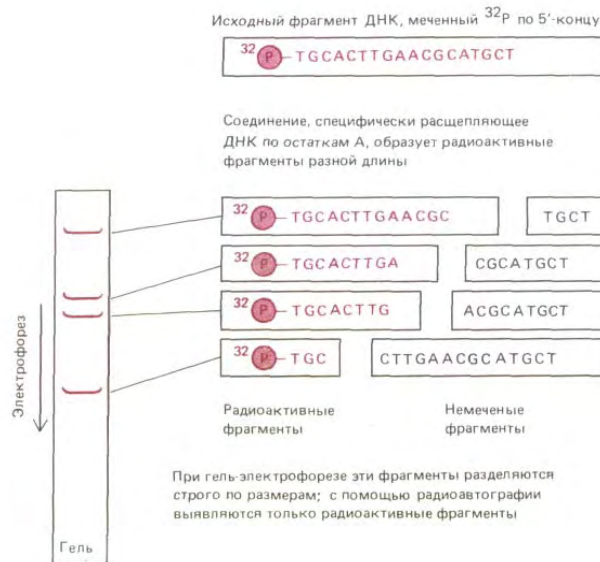 Исходный фрагмент ДНК, меченный ³²P по 5′-концу
³²P–TGCACTTGAACGCATGCT
Соединение, специфически расщепляющее
ДНК по остаткам А, образует радиоактивные
фрагменты разной длины
³²P–TGCACTTGAACGC TGCT
³²P–TGCACTTGA CGCATGCT
³²P–TGCACTTG ACGCATGCT
³²P–TGC CTTGAACGCATGCT
Электрофорез
Радиоактивные Немеченые
фрагменты фрагменты
При гель-электрофорезе эти фрагменты разделяются
строго по размерам; с помощью радиоавтографии
выявляются только радиоактивные фрагменты
Гель